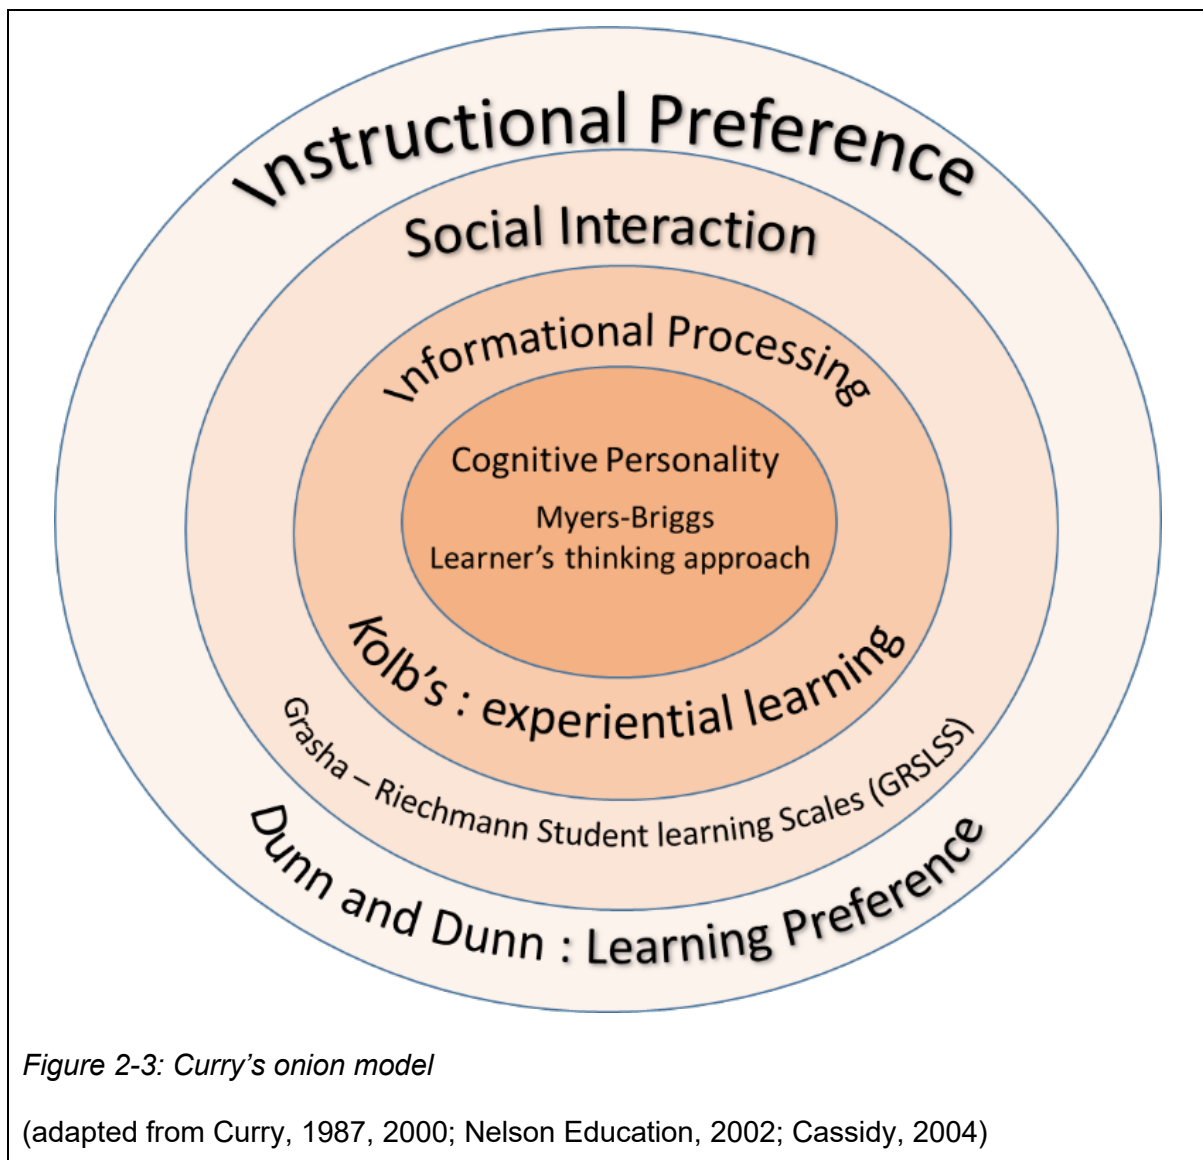 Instructional Preference
Social Interaction
Informational Processing
Cognitive Personality
Myers-Briggs
Learner's thinking approach
Kolb's : experiential learning
Grasha – Riechmann Student learning Scales (GRSLSS)
Dunn and Dunn : Learning Preference
Figure 2-3: Curry's onion model
(adapted from Curry, 1987, 2000; Nelson Education, 2002; Cassidy, 2004)